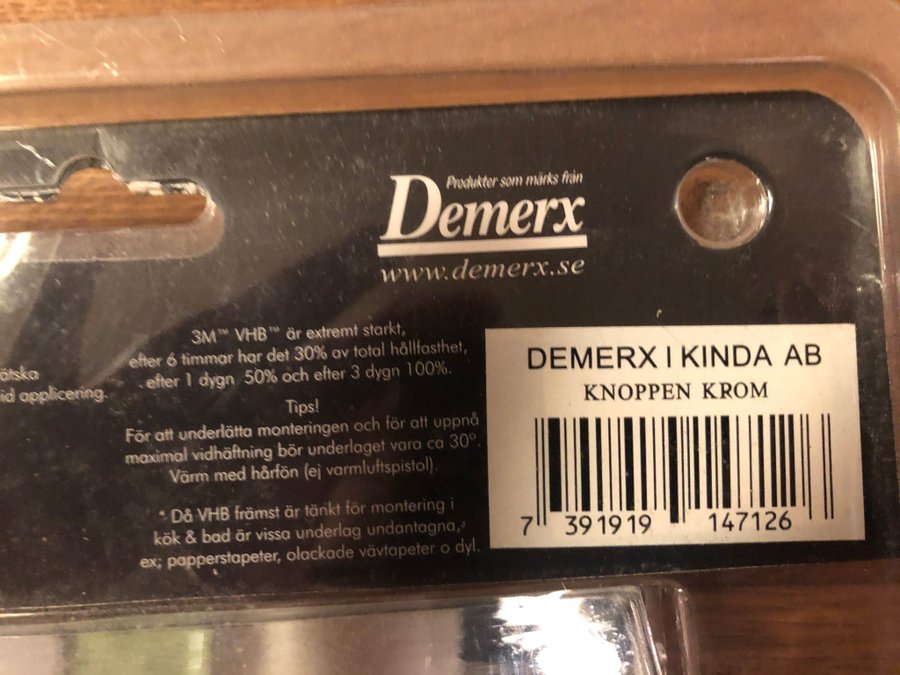 Produkter som märks från
Demerx
www.demerx.se
3M™ VHB™ är extremt starkt,
efter 6 timmar har det 30% av total hållfasthet,
efter 1 dygn 50% och efter 3 dygn 100%.
Tips!
För att underlätta monteringen och för att uppnå
maximal vidhäftning bör underlaget vara ca 30°.
Värm med hårfön (ej varmluftspistol).
* Då VHB främst är tänkt för montering i
kök & bad är vissa underlag undantagna,
ex; papperstapeter, olackade vävtapeter o dyl.
applicering.
DEMERX I KINDA AB
KNOPPEN KROM
7 391919 147126